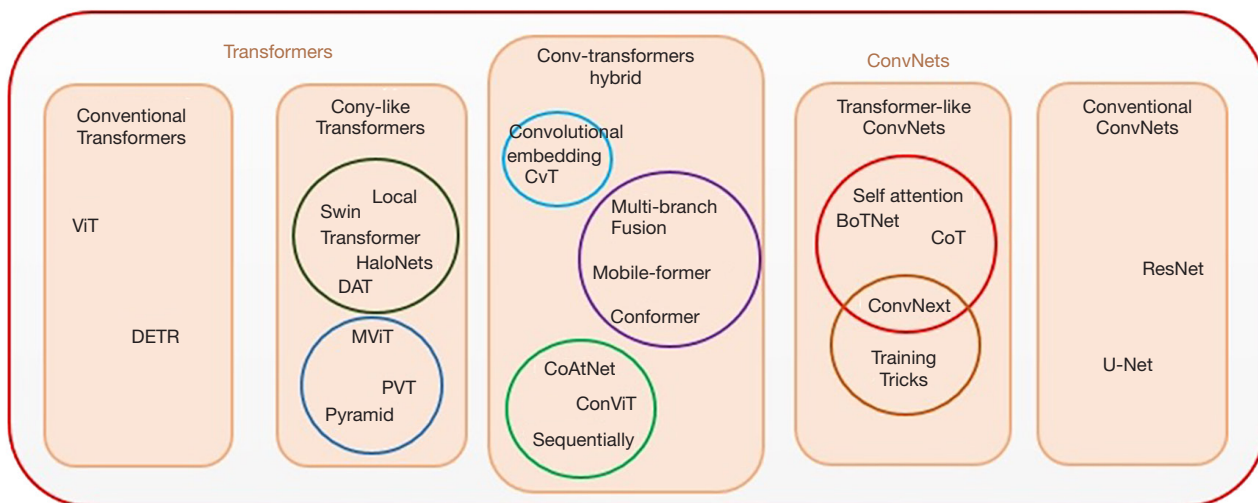 Transformers
ConvNets
Conventional
Transformers
ViT
DETR
Cony-like
Transformers
Local
Swin
Transformer
HaloNets
DAT
MViT
PVT
Pyramid
Conv-transformers
hybrid
Convolutional
embedding
CvT
Multi-branch
Fusion
Mobile-former
Conformer
CoAtNet
ConViT
Sequentially
Transformer-like
ConvNets
Self attention
BoTNet
CoT
ConvNext
Training
Tricks
Conventional
ConvNets
ResNet
U-Net